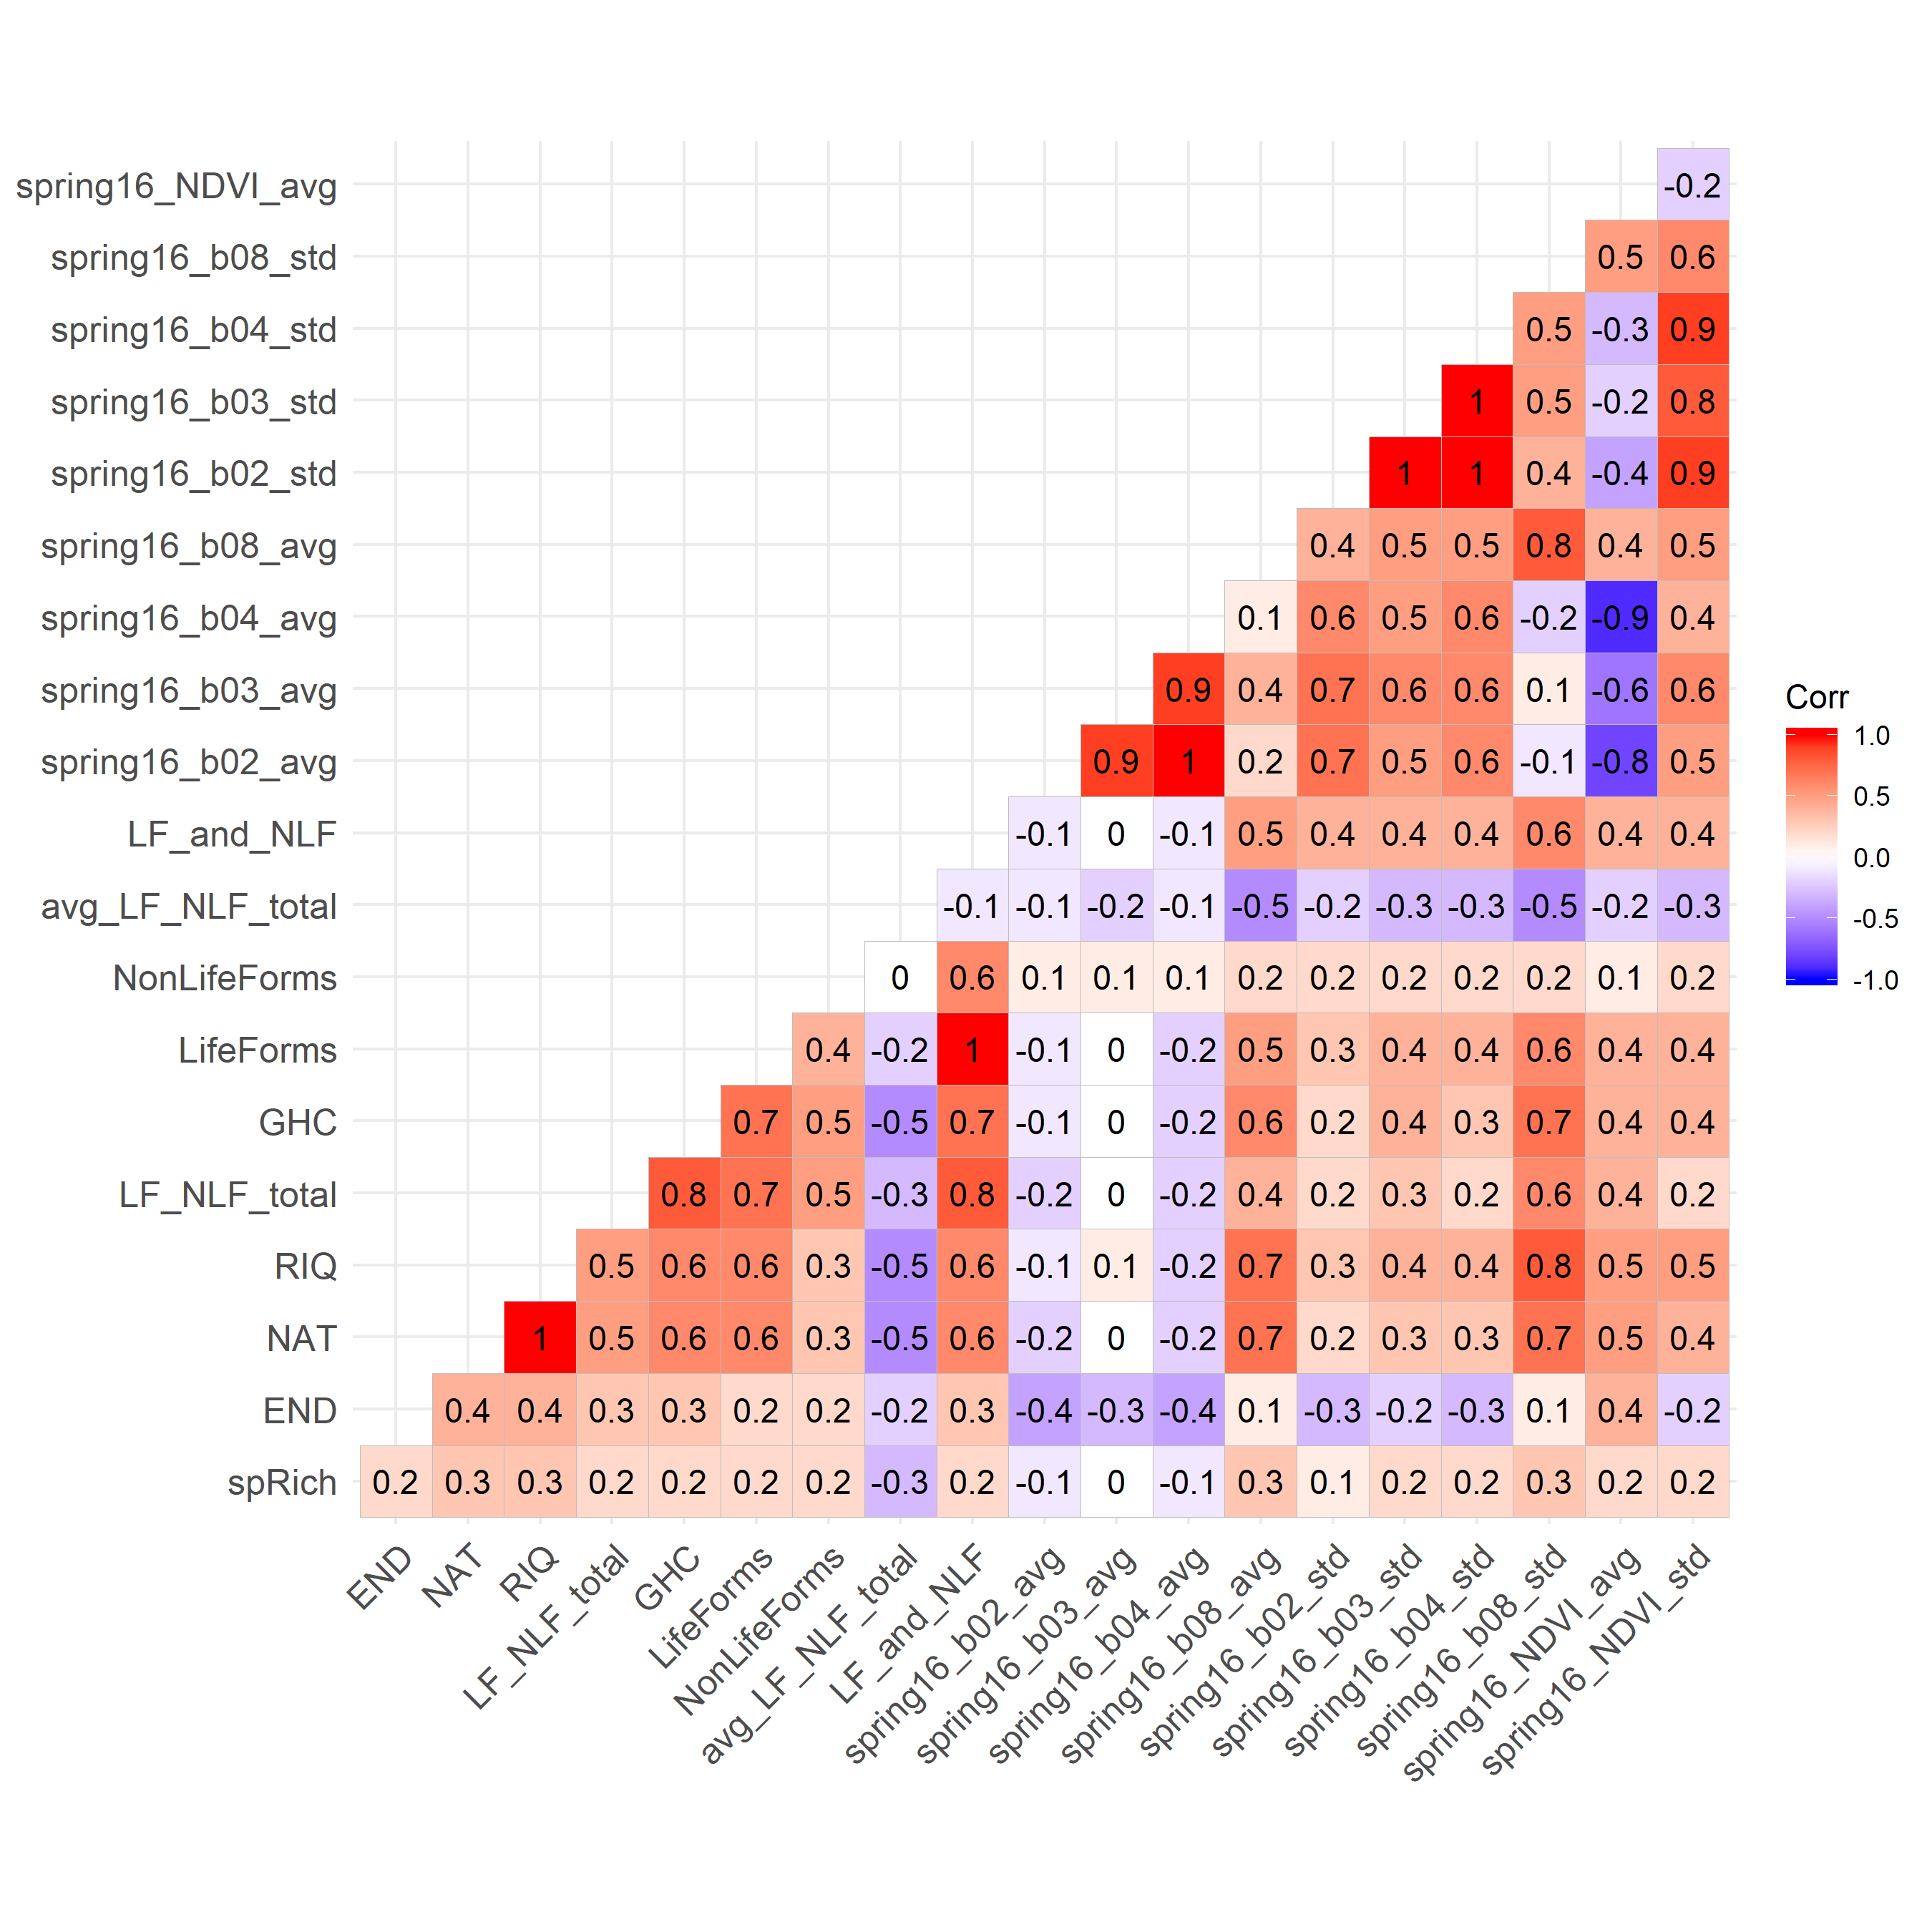 spring16_NDVI_avg -0.2
spring16_b08_std 0.5 0.6
spring16_b04_std 0.5 -0.3 0.9
spring16_b03_std 1 0.5 -0.2 0.8
spring16_b02_std 1 1 0.4 -0.4 0.9
spring16_b08_avg 0.4 0.5 0.5 0.8 0.4 0.5
spring16_b04_avg 0.1 0.6 0.5 0.6 -0.2 -0.9 0.4
spring16_b03_avg 0.9 0.4 0.7 0.6 0.6 0.1 -0.6 0.6
spring16_b02_avg 0.9 1 0.2 0.7 0.5 0.6 -0.1 -0.8 0.5
LF_and_NLF -0.1 0 -0.1 0.5 0.4 0.4 0.4 0.6 0.4 0.4
avg_LF_NLF_total -0.1 -0.1 -0.2 -0.1 -0.5 -0.2 -0.3 -0.3 -0.5 -0.2 -0.3
NonLifeForms 0 0.6 0.1 0.1 0.1 0.2 0.2 0.2 0.2 0.2 0.1 0.2
LifeForms 0.4 -0.2 1 -0.1 0 -0.2 0.5 0.3 0.4 0.4 0.6 0.4 0.4
GHC 0.7 0.5 -0.5 0.7 -0.1 0 -0.2 0.6 0.2 0.4 0.3 0.7 0.4 0.4
LF_NLF_total 0.8 0.7 0.5 -0.3 0.8 -0.2 0 -0.2 0.4 0.2 0.3 0.2 0.6 0.4 0.2
RIQ 0.5 0.6 0.6 0.3 -0.5 0.6 -0.1 0.1 -0.2 0.7 0.3 0.4 0.4 0.8 0.5 0.5
NAT 1 0.5 0.6 0.6 0.3 -0.5 0.6 -0.2 0 -0.2 0.7 0.2 0.3 0.3 0.7 0.5 0.4
END 0.4 0.4 0.3 0.3 0.2 0.2 -0.2 0.3 -0.4 -0.3 -0.4 0.1 -0.3 -0.2 -0.3 0.1 0.4 -0.2
spRich 0.2 0.3 0.3 0.2 0.2 0.2 0.2 -0.3 0.2 -0.1 0 -0.1 0.3 0.1 0.2 0.2 0.3 0.2 0.2
END
NAT
RIQ
LF_NLF_total
GHC
LifeForms
NonLifeForms
avg_LF_NLF_total
LF_and_NLF
spring16_b02_avg
spring16_b03_avg
spring16_b04_avg
spring16_b08_avg
spring16_b02_std
spring16_b03_std
spring16_b04_std
spring16_b08_std
spring16_NDVI_avg
spring16_NDVI_std
Corr
1.0
0.5
0.0
-0.5
-1.0